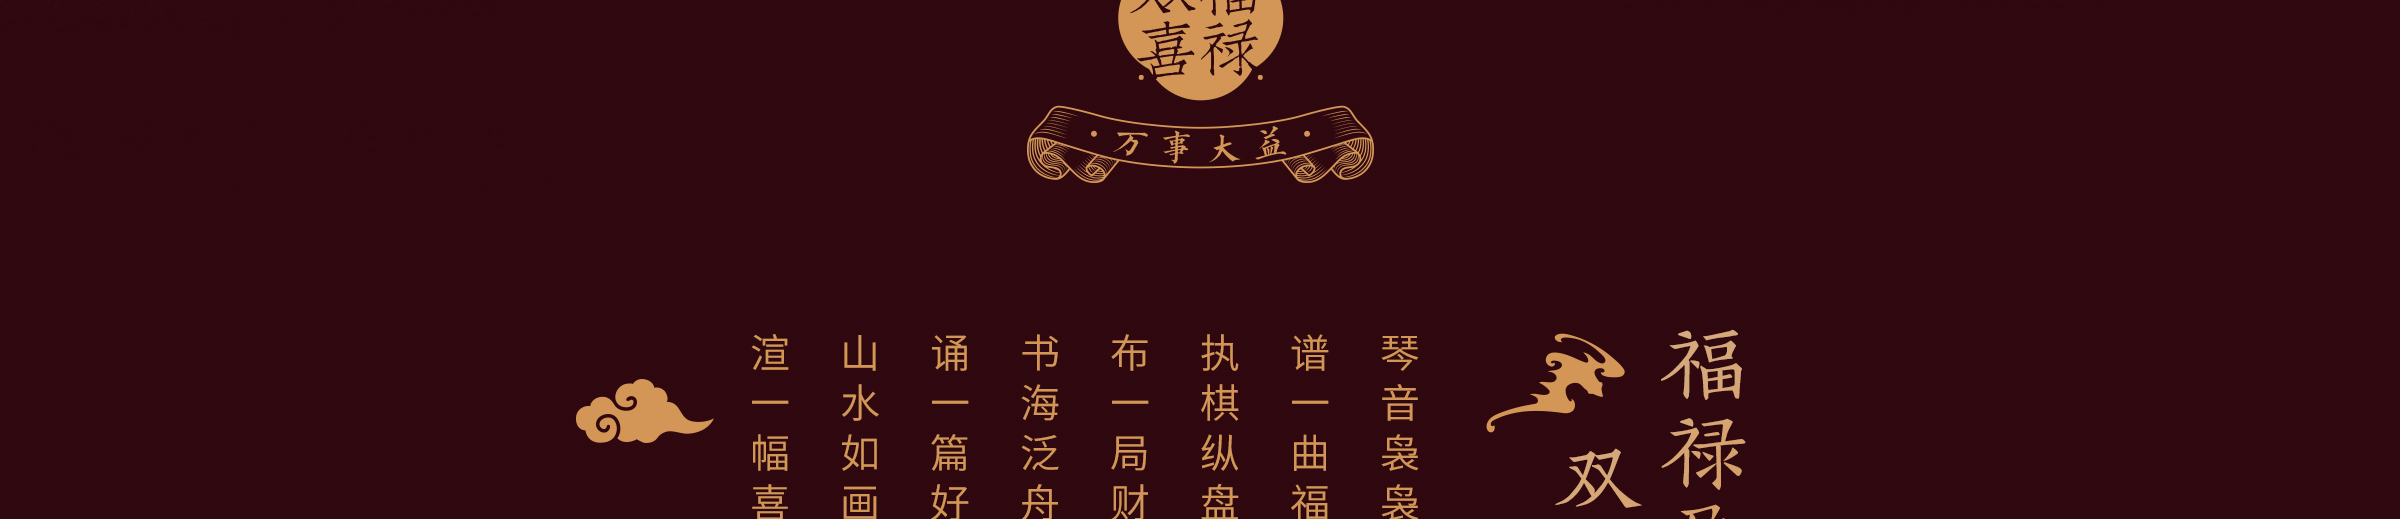 福禄
双喜
万事大益
福禄
双
琴音袅袅
谱一曲福
执棋纵盘
布一局财
书海泛舟
诵一篇好
山水如画
渲一幅喜